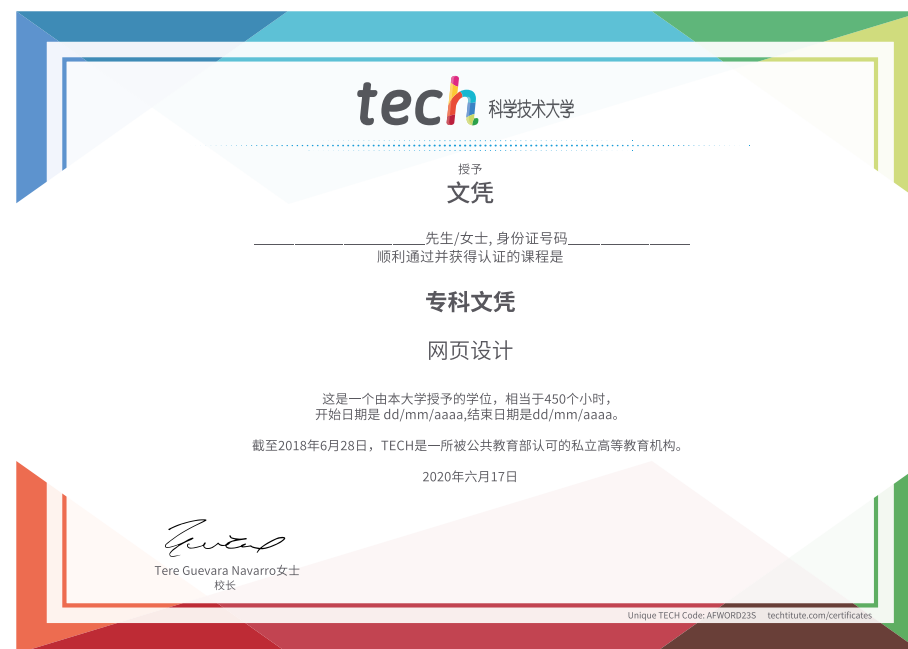 tech 科学技术大学
授予
文凭
____________________先生/女士, 身份证号码______________
顺利通过并获得认证的课程是
专科文凭
网页设计
这是一个由本大学授予的学位，相当于450个小时，
开始日期是 dd/mm/aaaa,结束日期是dd/mm/aaaa。
截至2018年6月28日，TECH是一所被公共教育部认可的私立高等教育机构。
2020年六月17日
Tere Guevara Navarro女士
校长
Unique TECH Code: AFWORD23S techtitute.com/certificates